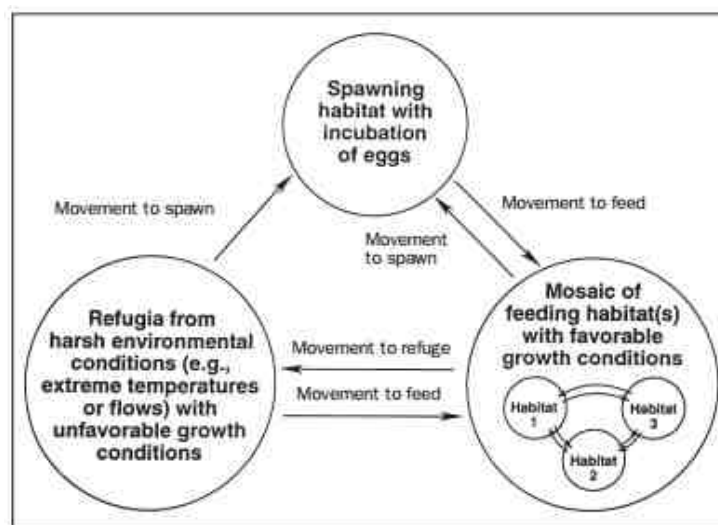 Spawning
habitat with
incubation
of eggs
Movement to spawn
Movement to feed
Movement
to spawn
Refugia from
harsh environmental
conditions (e.g.,
extreme temperatures
or flows) with
unfavorable growth
conditions
Movement to refuge
Movement to feed
Mosaic of
feeding habitat(s)
with favorable
growth conditions
Habitat
1
Habitat
3
Habitat
2